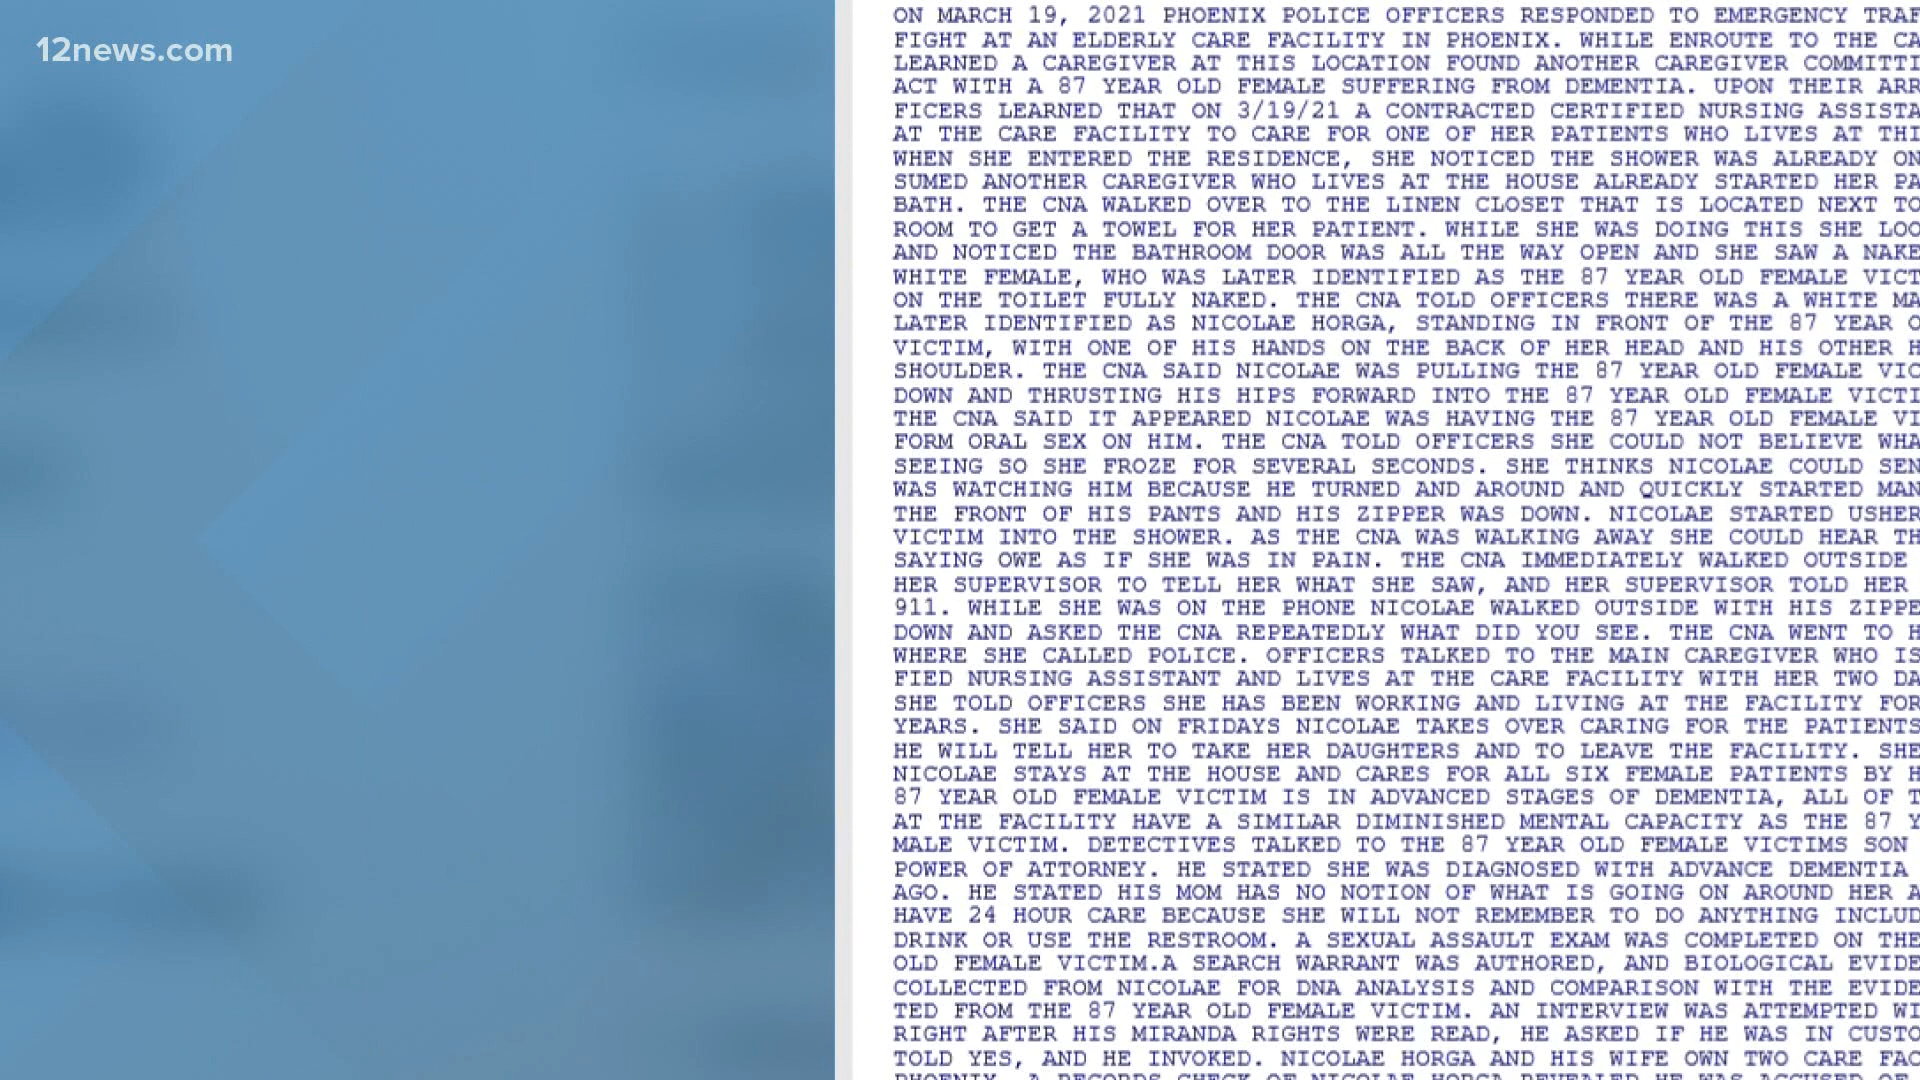 12news.com
ON MARCH 19, 2021 PHOENIX POLICE OFFICERS RESPONDED TO EMERGENCY TRAF
FIGHT AT AN ELDERLY CARE FACILITY IN PHOENIX. WHILE ENROUTE TO THE CA
LEARNED A CAREGIVER AT THIS LOCATION FOUND ANOTHER CAREGIVER COMMITTI
ACT WITH A 87 YEAR OLD FEMALE SUFFERING FROM DEMENTIA. UPON THEIR ARR
FICERS LEARNED THAT ON 3/19/21 A CONTRACTED CERTIFIED NURSING ASSISTA
AT THE CARE FACILITY TO CARE FOR ONE OF HER PATIENTS WHO LIVES AT THI
WHEN SHE ENTERED THE RESIDENCE, SHE NOTICED THE SHOWER WAS ALREADY ON
SUMED ANOTHER CAREGIVER WHO LIVES AT THE HOUSE ALREADY STARTED HER PA
BATH. THE CNA WALKED OVER TO THE LINEN CLOSET THAT IS LOCATED NEXT TO
ROOM TO GET A TOWEL FOR HER PATIENT. WHILE SHE WAS DOING THIS SHE LOO
AND NOTICED THE BATHROOM DOOR WAS ALL THE WAY OPEN AND SHE SAW A NAKE
WHITE FEMALE, WHO WAS LATER IDENTIFIED AS THE 87 YEAR OLD FEMALE VICT
ON THE TOILET FULLY NAKED. THE CNA TOLD OFFICERS THERE WAS A WHITE MA
LATER IDENTIFIED AS NICOLAE HORGA, STANDING IN FRONT OF THE 87 YEAR O
VICTIM, WITH ONE OF HIS HANDS ON THE BACK OF HER HEAD AND HIS OTHER H
SHOULDER. THE CNA SAID NICOLAE WAS PULLING THE 87 YEAR OLD FEMALE VIC
DOWN AND THRUSTING HIS HIPS FORWARD INTO THE 87 YEAR OLD FEMALE VICTI
THE CNA SAID IT APPEARED NICOLAE WAS HAVING THE 87 YEAR OLD FEMALE VI
FORM ORAL SEX ON HIM. THE CNA TOLD OFFICERS SHE COULD NOT BELIEVE WHA
SEEING SO SHE FROZE FOR SEVERAL SECONDS. SHE THINKS NICOLAE COULD SEN
WAS WATCHING HIM BECAUSE HE TURNED AND AROUND AND QUICKLY STARTED MAN
THE FRONT OF HIS PANTS AND HIS ZIPPER WAS DOWN. NICOLAE STARTED USHER
VICTIM INTO THE SHOWER. AS THE CNA WAS WALKING AWAY SHE COULD HEAR TH
SAYING OWE AS IF SHE WAS IN PAIN. THE CNA IMMEDIATELY WALKED OUTSIDE
HER SUPERVISOR TO TELL HER WHAT SHE SAW, AND HER SUPERVISOR TOLD HER
911. WHILE SHE WAS ON THE PHONE NICOLAE WALKED OUTSIDE WITH HIS ZIPPE
DOWN AND ASKED THE CNA REPEATEDLY WHAT DID YOU SEE. THE CNA WENT TO H
WHERE SHE CALLED POLICE. OFFICERS TALKED TO THE MAIN CAREGIVER WHO IS
FIED NURSING ASSISTANT AND LIVES AT THE CARE FACILITY WITH HER TWO DA
SHE TOLD OFFICERS SHE HAS BEEN WORKING AND LIVING AT THE FACILITY FOR
YEARS. SHE SAID ON FRIDAYS NICOLAE TAKES OVER CARING FOR THE PATIENTS
HE WILL TELL HER TO TAKE HER DAUGHTERS AND TO LEAVE THE FACILITY. SHE
NICOLAE STAYS AT THE HOUSE AND CARES FOR ALL SIX FEMALE PATIENTS BY H
87 YEAR OLD FEMALE VICTIM IS IN ADVANCED STAGES OF DEMENTIA, ALL OF T
AT THE FACILITY HAVE A SIMILAR DIMINISHED MENTAL CAPACITY AS THE 87 Y
MALE VICTIM. DETECTIVES TALKED TO THE 87 YEAR OLD FEMALE VICTIMS SON
POWER OF ATTORNEY. HE STATED SHE WAS DIAGNOSED WITH ADVANCE DEMENTIA
AGO. HE STATED HIS MOM HAS NO NOTION OF WHAT IS GOING ON AROUND HER A
HAVE 24 HOUR CARE BECAUSE SHE WILL NOT REMEMBER TO DO ANYTHING INCLUD
DRINK OR USE THE RESTROOM. A SEXUAL ASSAULT EXAM WAS COMPLETED ON THE
OLD FEMALE VICTIM.A SEARCH WARRANT WAS AUTHORED, AND BIOLOGICAL EVIDE
COLLECTED FROM NICOLAE FOR DNA ANALYSIS AND COMPARISON WITH THE EVIDE
TED FROM THE 87 YEAR OLD FEMALE VICTIM. AN INTERVIEW WAS ATTEMPTED WI
RIGHT AFTER HIS MIRANDA RIGHTS WERE READ, HE ASKED IF HE WAS IN CUSTO
TOLD YES, AND HE INVOKED. NICOLAE HORGA AND HIS WIFE OWN TWO CARE FAC
PHOENIX. A RECORDS CHECK OF NICOLAE HORGA REVEALED HE WAS ACCUSED OF